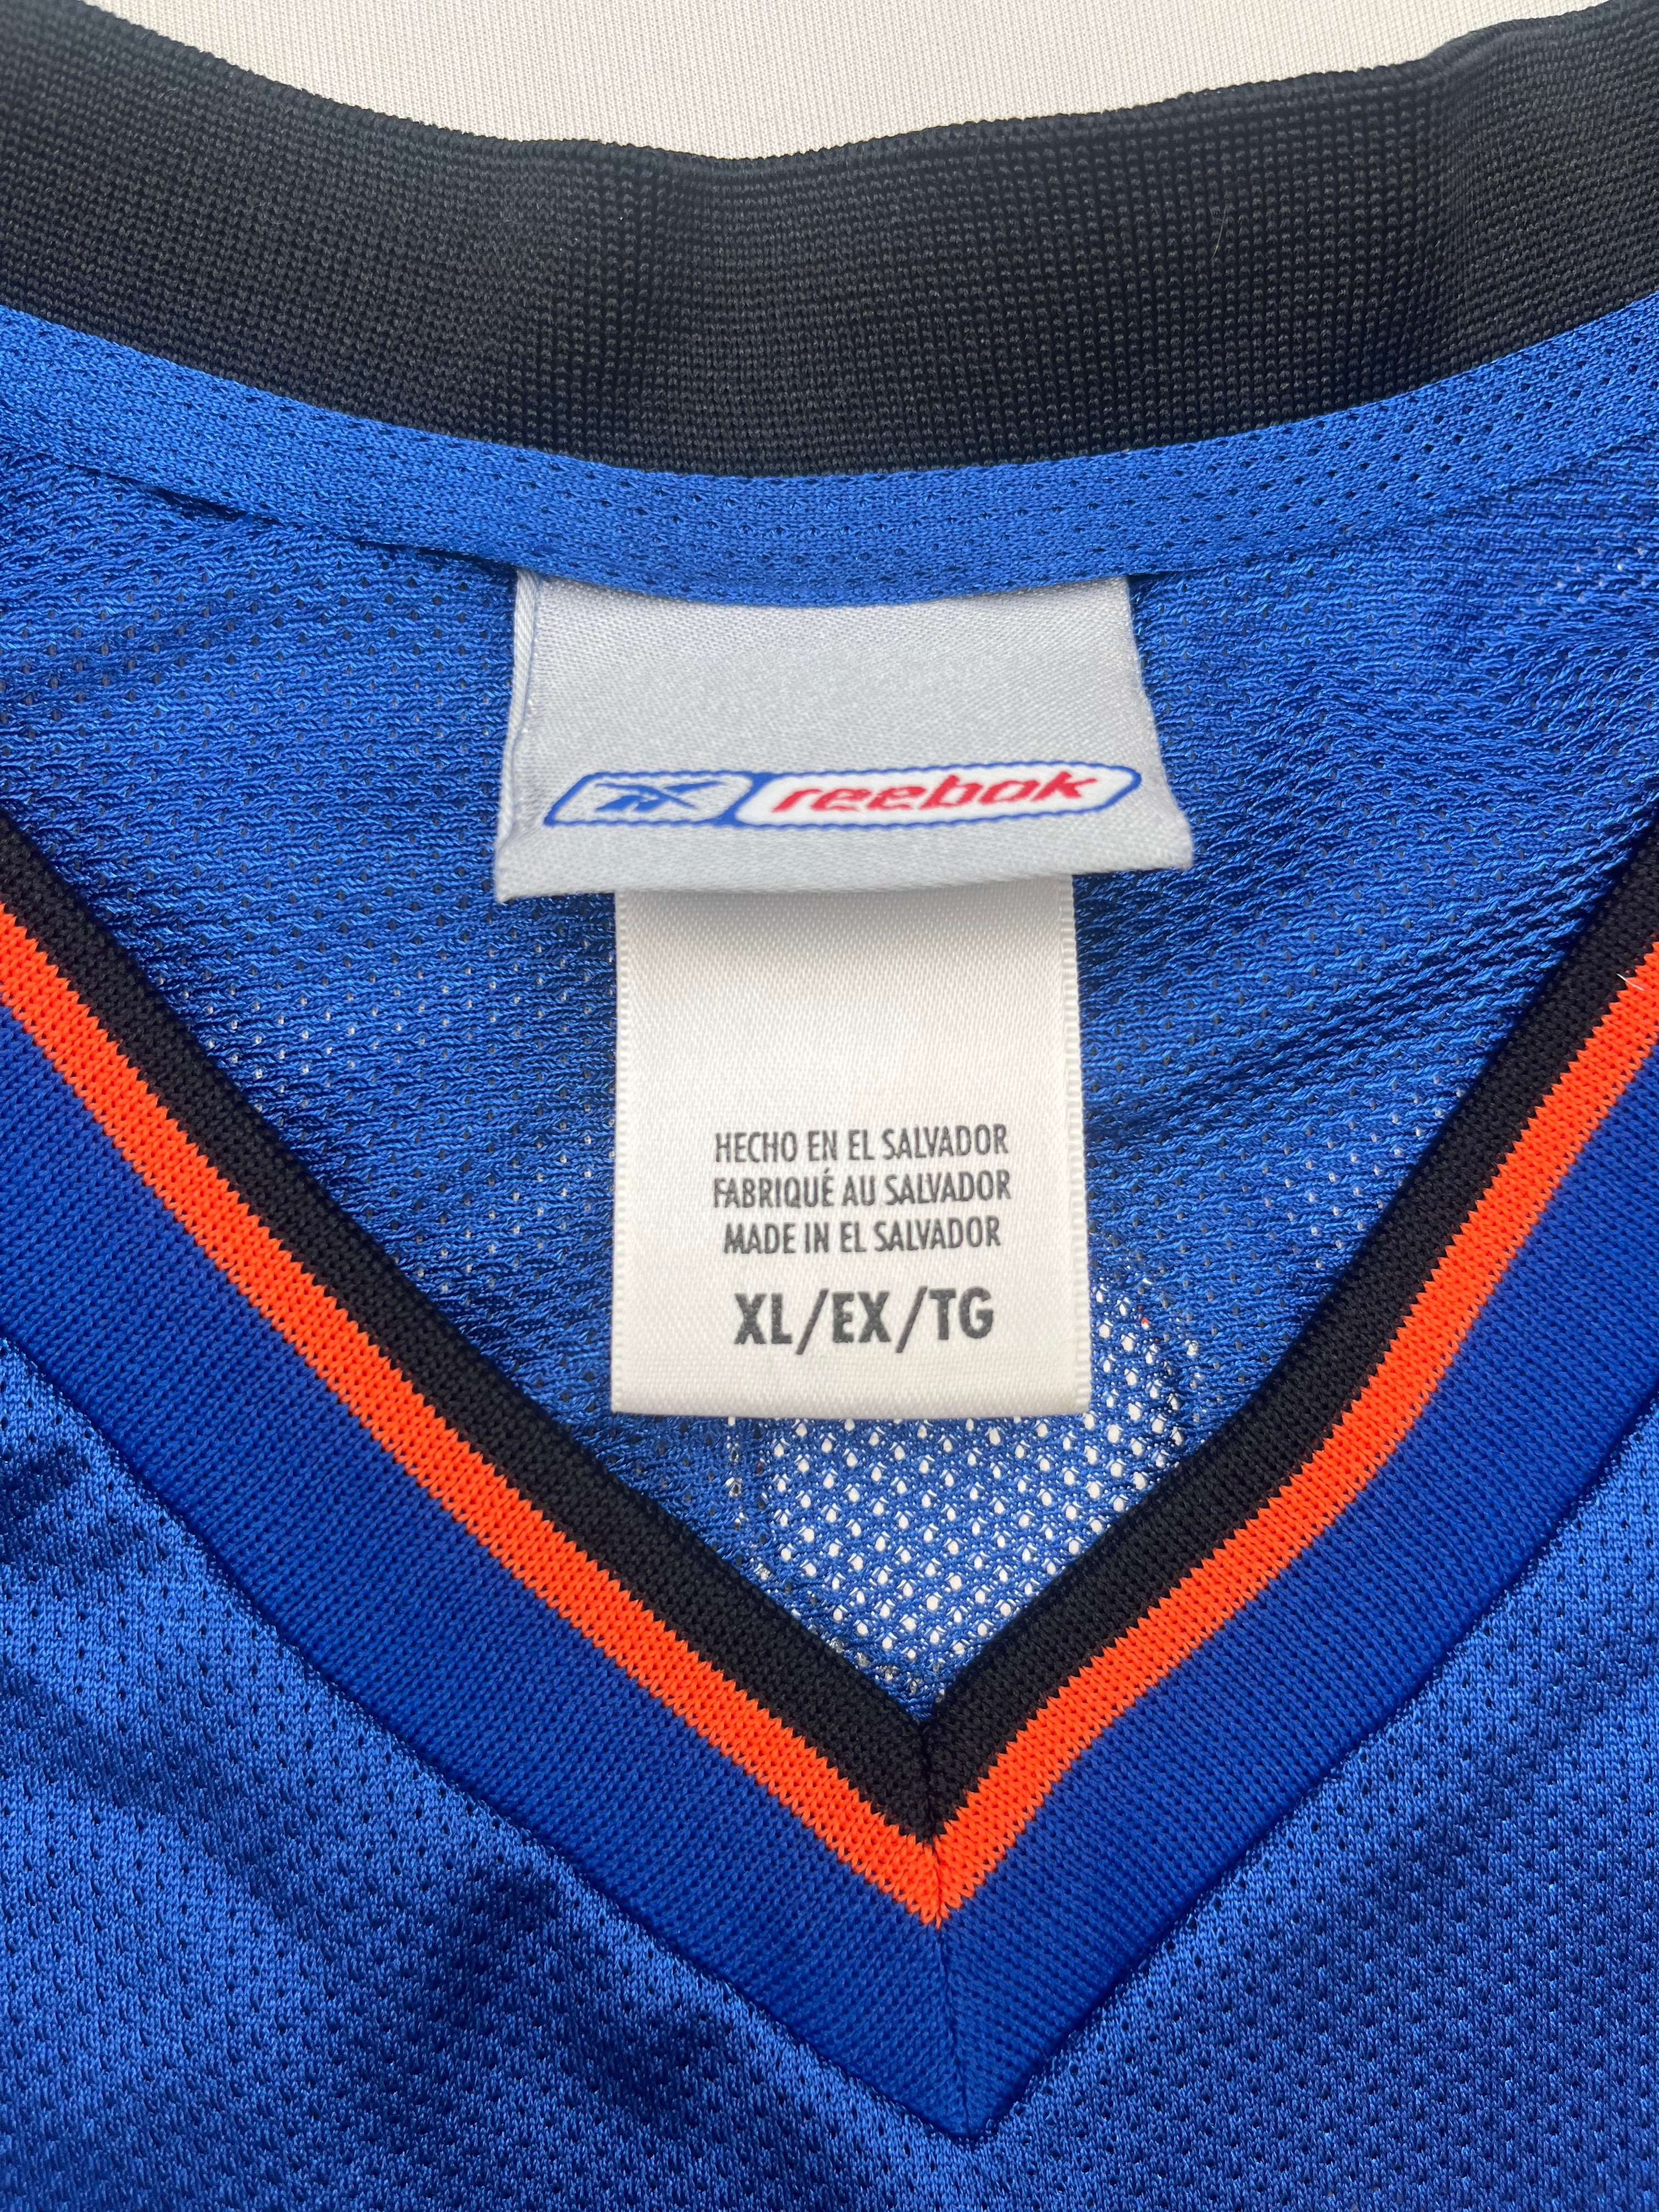 reebok
HECHO EN EL SALVADOR
FABRIQUÉ AU SALVADOR
MADE IN EL SALVADOR
XL/EX/TG